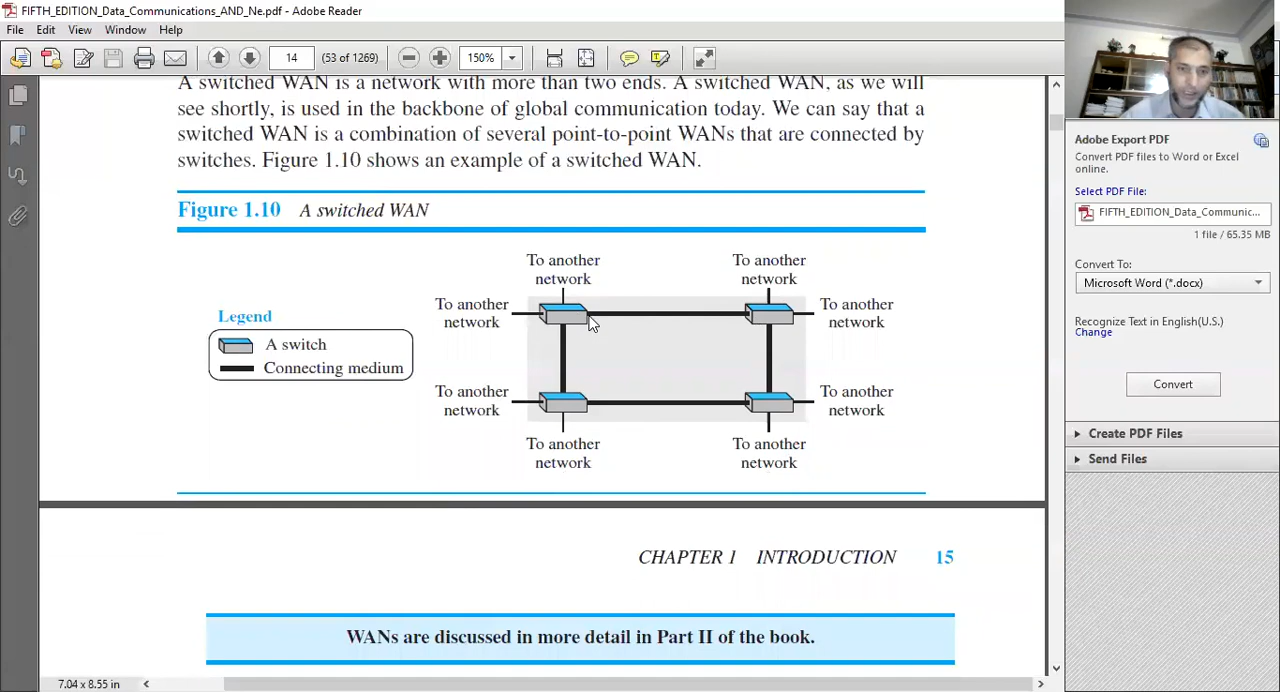 FIFTH_EDITION_Data_Communications_AND_Ne.pdf - Adobe Reader
File Edit View Window Help
14 (53 of 1269) 150%
A switched WAN is a network with more than two ends. A switched WAN, as we will
see shortly, is used in the backbone of global communication today. We can say that a
switched WAN is a combination of several point-to-point WANs that are connected by
switches. Figure 1.10 shows an example of a switched WAN.
Figure 1.10 A switched WAN
To another
network
To another
network
To another
network
To another
network
Legend
A switch
Connecting medium
To another
network
To another
network
To another
network
To another
network
CHAPTER 1 INTRODUCTION 15
WANs are discussed in more detail in Part II of the book.
7.04 x 8.55 in
Adobe Export PDF
Convert PDF files to Word or Excel
online.
Select PDF File:
FIFTH_EDITION_Data_Communic...
1 file / 65.35 MB
Convert To:
Microsoft Word (*.docx)
Recognize Text in English(U.S.)
Change
Convert
Create PDF Files
Send Files